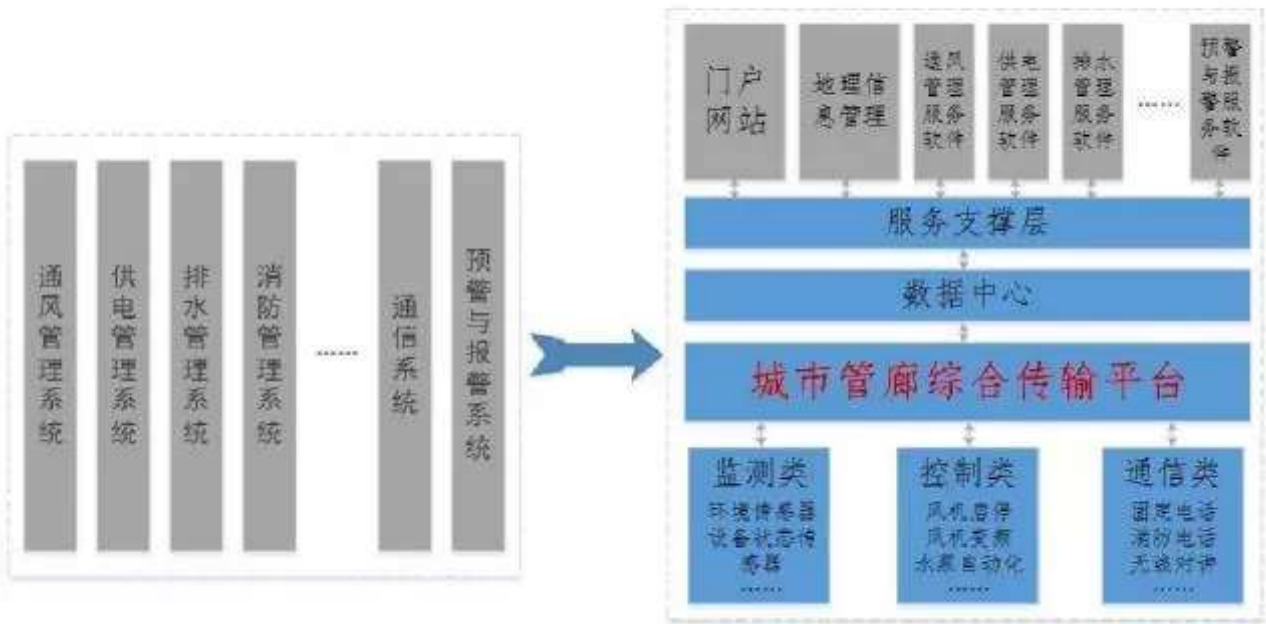 通风管理系统
供电管理系统
排水管理系统
消防管理系统
……
通信系统
预警与报警系统
门户
网站
地理信
息管理
通风
管理
服务
软件
供电
管理
服务
软件
排水
管理
服务
软件
……
预警
与报
警服
务软
件
服务支撑层
数据中心
城市管廊综合传输平台
监测类
环境传感器
设备状态传
感器
……
控制类
风机启停
风机变频
水泵自动化
……
通信类
固定电话
消防电话
无线对讲
……